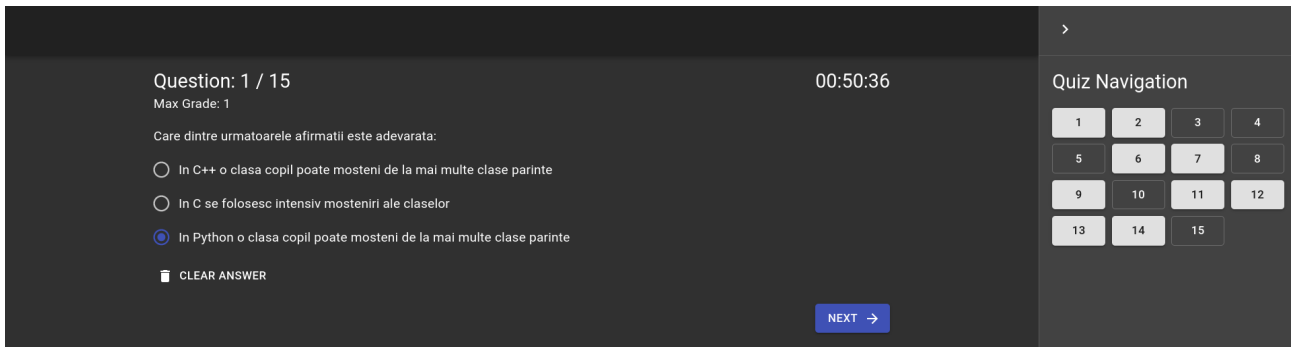 Question: 1 / 15
00:50:36
Max Grade: 1
Care dintre urmatoarele afirmatii este adevarata:
In C++ o clasa copil poate mosteni de la mai multe clase parinte
In C se folosesc intensiv mosteniri ale claselor
In Python o clasa copil poate mosteni de la mai multe clase parinte
CLEAR ANSWER
NEXT
Quiz Navigation
1 2 3 4
5 6 7 8
9 10 11 12
13 14 15